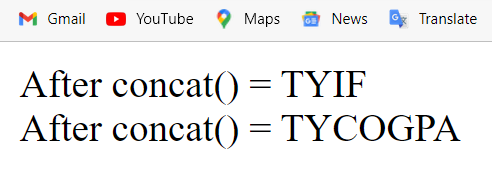 Gmail YouTube Maps News Translate
After concat() = TYIF
After concat() = TYCOGPA